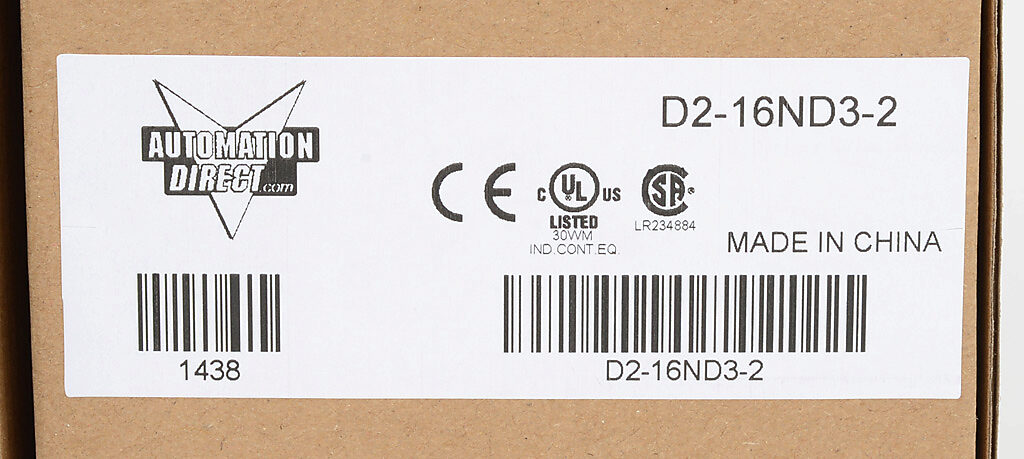 AUTOMATION
DIRECT.com
D2-16ND3-2
CE
C UL US
LISTED
30WM
IND.CONT.EQ.
SA ®
LR234884
MADE IN CHINA
1438
D2-16ND3-2